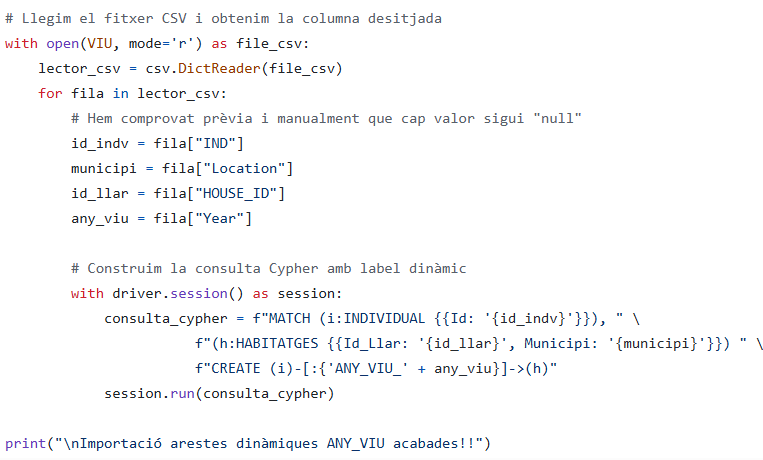 # Llegim el fitxer CSV i obtenim la columna desitjada
with open(VIU, mode='r') as file_csv:
    lector_csv = csv.DictReader(file_csv)
    for fila in lector_csv:
        # Hem comprovat prèvia i manualment que cap valor sigui "null"
        id_indv = fila["IND"]
        municipi = fila["Location"]
        id_llar = fila["HOUSE_ID"]
        any_viu = fila["Year"]

        # Construim la consulta Cypher amb label dinàmic
        with driver.session() as session:
            consulta_cypher = f"MATCH (i:INDIVIDUAL {{Id: '{id_indv}'}}), " \
                       f"(h:HABITATGES {{Id_Llar: '{id_llar}', Municipi: '{municipi}'}}) " \
                       f"CREATE (i)-[:{'ANY_VIU_' + any_viu}]->(h)"
            session.run(consulta_cypher)

print("\nImportació arestes dinàmiques ANY_VIU acabades!!")